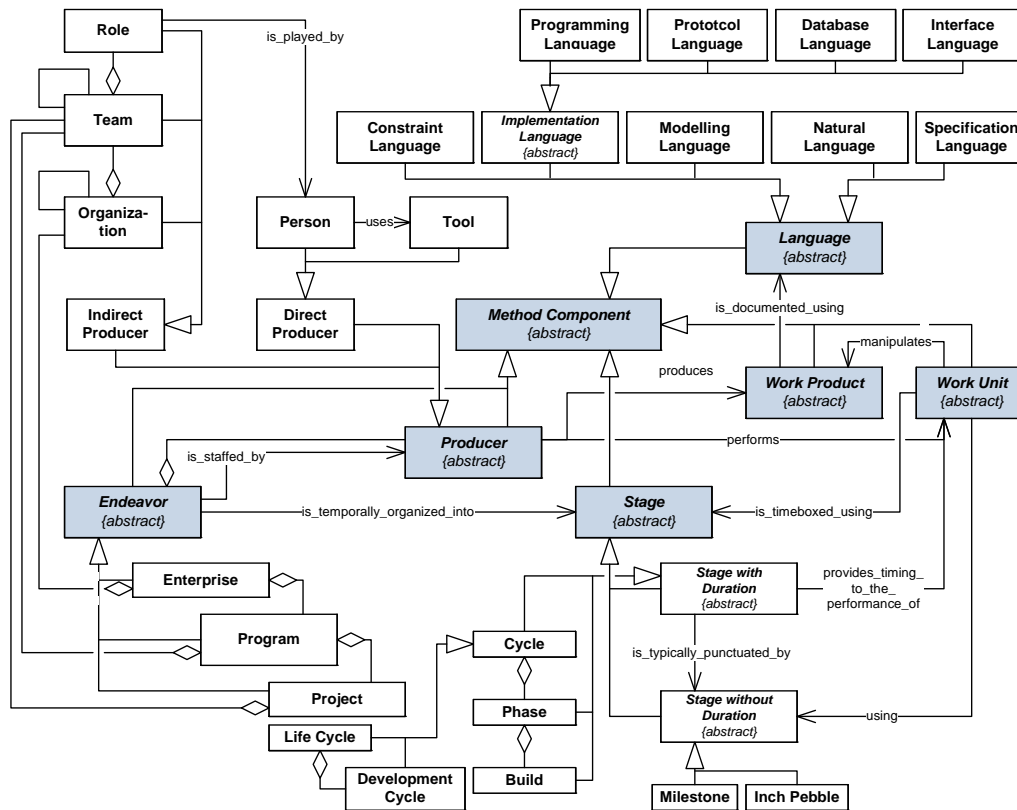 Role
is_played_by
Programming
Language
Prototcol
Language
Database
Language
Interface
Language
Team
Constraint
Language
Implementation
Language
{abstract}
Modelling
Language
Natural
Language
Specification
Language
Organiza-
tion
Person
uses
Tool
Language
{abstract}
Indirect
Producer
Direct
Producer
Method Component
{abstract}
is_documented_using
manipulates
produces
Work Product
{abstract}
Work Unit
{abstract}
Producer
{abstract}
performs
is_staffed_by
Endeavor
{abstract}
is_temporally_organized_into
Stage
{abstract}
is_timeboxed_using
Enterprise
Stage with
Duration
{abstract}
provides_timing_
to_the_
performance_of
Program
Cycle
is_typically_punctuated_by
Project
Phase
Stage without
Duration
{abstract}
using
Life Cycle
Development
Cycle
Build
Milestone
Inch Pebble